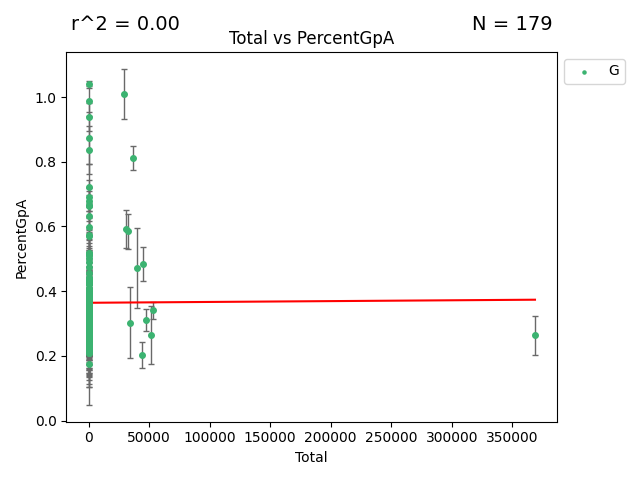 r^2 = 0.00
N = 179
Total vs PercentGpA
G
1.0
0.8
0.6
0.4
0.2
0.0
PercentGpA
0 50000 100000 150000 200000 250000 300000 350000
Total